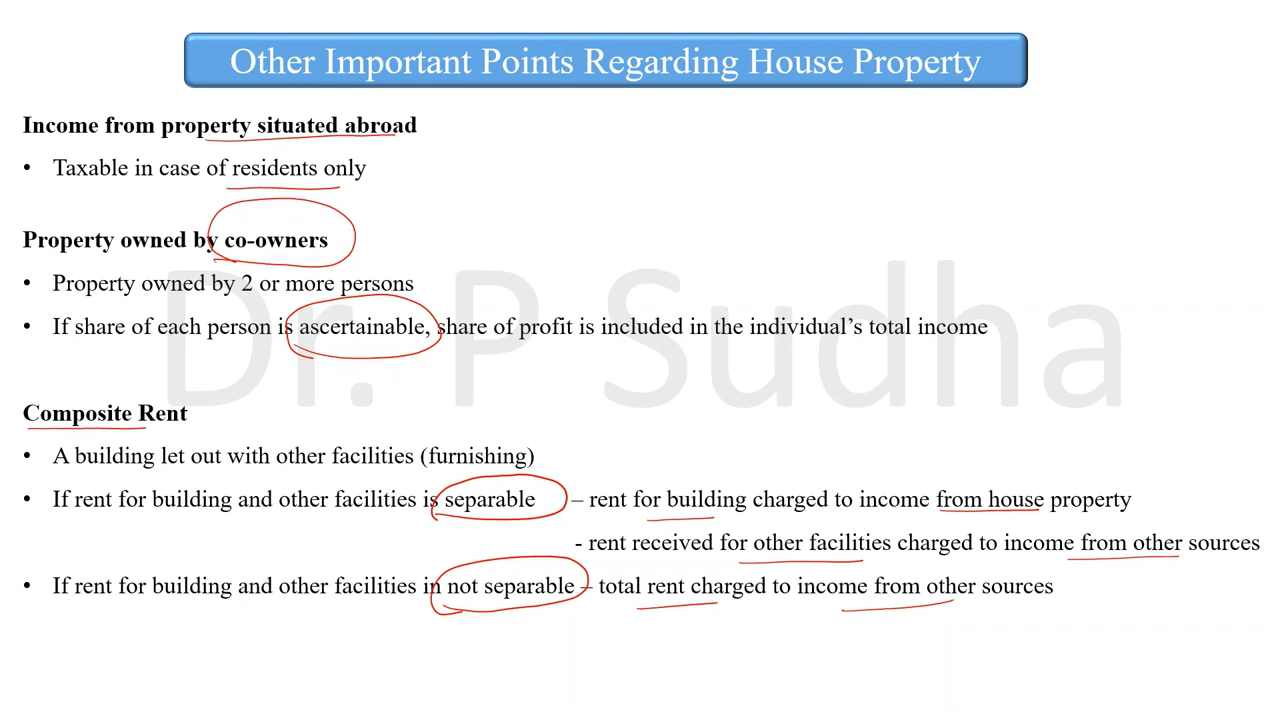 Other Important Points Regarding House Property
Income from property situated abroad
• Taxable in case of residents only
Property owned by co-owners
• Property owned by 2 or more persons
• If share of each person is ascertainable, share of profit is included in the individual's total income
Dr. P Sudha
Composite Rent
• A building let out with other facilities (furnishing)
• If rent for building and other facilities is separable – rent for building charged to income from house property
- rent received for other facilities charged to income from other sources
• If rent for building and other facilities in not separable – total rent charged to income from other sources